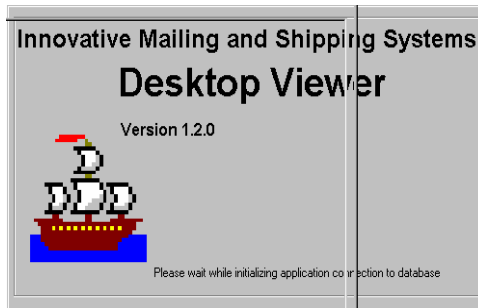 Innovative Mailing and Shipping Systems
Desktop Viewer
Version 1.2.0
Please wait while initializing application connection to database